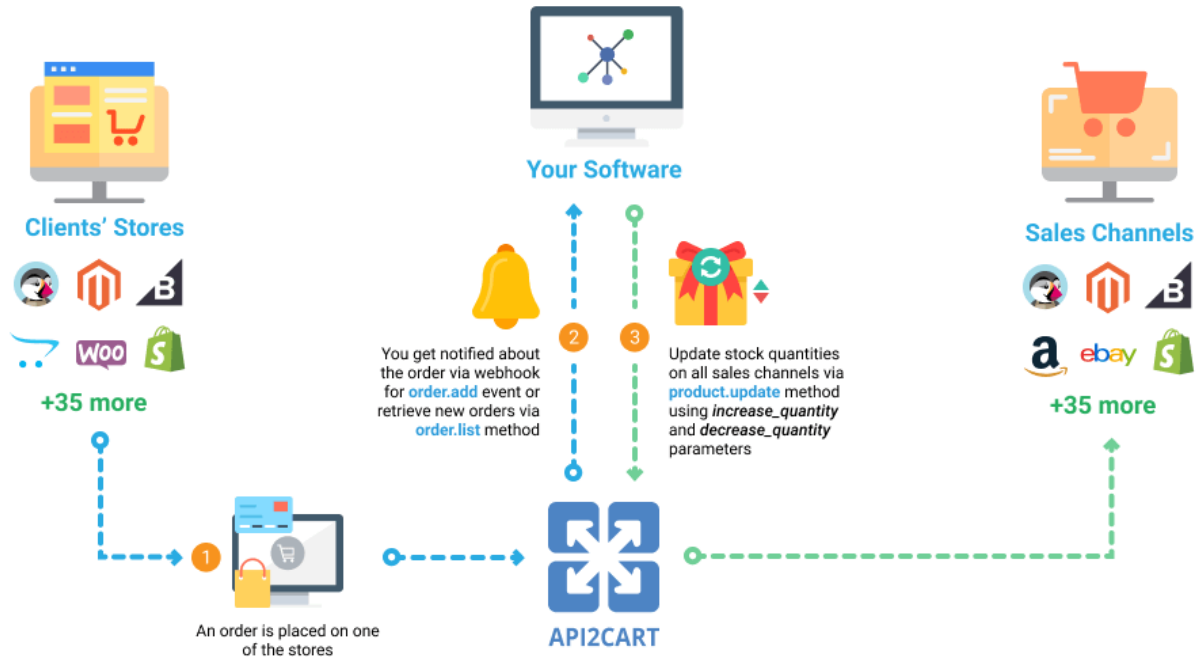 Your Software
Clients' Stores
B
WOO
S
+35 more
Sales Channels
B
a
ebay
S
+35 more
2
You get notified about
the order via webhook
for order.add event or
retrieve new orders via
order.list method
3
Update stock quantities
on all sales channels via
product.update method
using increase_quantity
and decrease_quantity
parameters
1
An order is placed on one
of the stores
API2CART